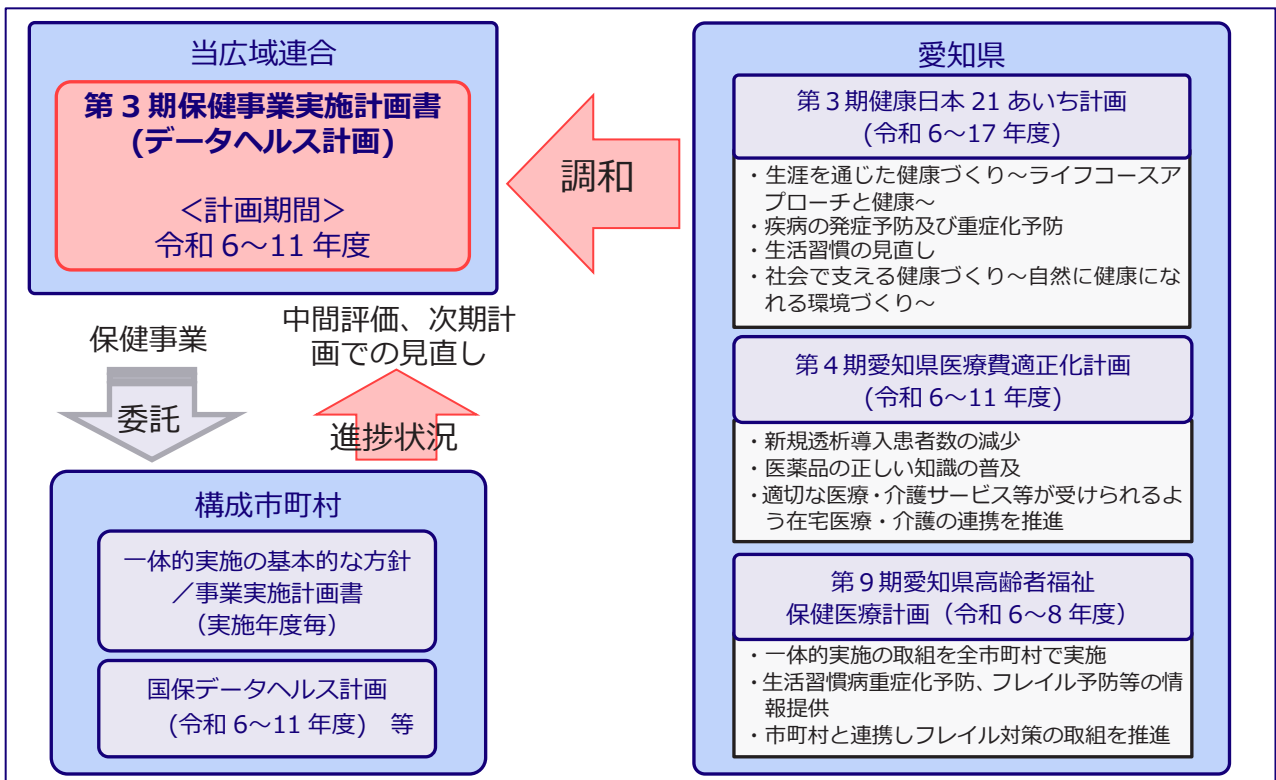 当広域連合
第３期保健事業実施計画書
(データヘルス計画)
＜計画期間＞
令和 6～11 年度
調和
保健事業
委託
中間評価、次期計
画での見直し
進捗状況
構成市町村
一体的実施の基本的な方針
／事業実施計画書
（実施年度毎）
国保データヘルス計画
(令和 6～11 年度)　等
愛知県
第３期健康日本 21 あいち計画
(令和 6～17 年度)
・生涯を通じた健康づくり～ライフコースア
プローチと健康～
・疾病の発症予防及び重症化予防
・生活習慣の見直し
・社会で支える健康づくり～自然に健康にな
れる環境づくり～
第４期愛知県医療費適正化計画
(令和 6～11 年度)
・新規透析導入患者数の減少
・医薬品の正しい知識の普及
・適切な医療・介護サービス等が受けられるよ
う在宅医療・介護の連携を推進
第９期愛知県高齢者福祉
保健医療計画（令和 6～8 年度）
・一体的実施の取組を全市町村で実施
・生活習慣病重症化予防、フレイル予防等の情
報提供
・市町村と連携しフレイル対策の取組を推進